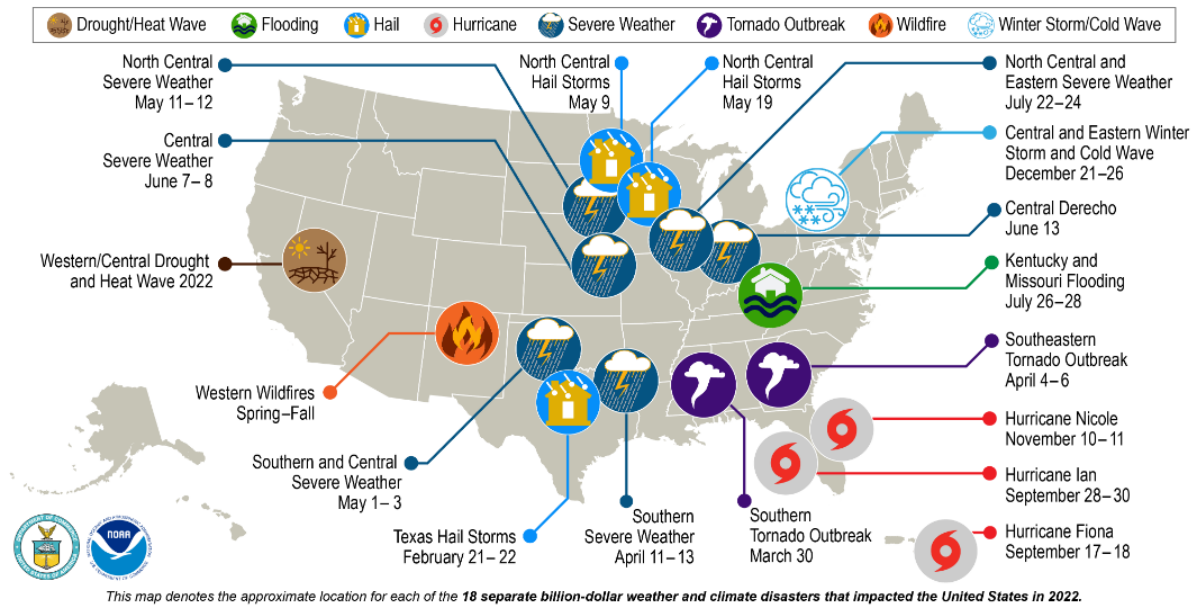 Drought/Heat Wave
Flooding
Hail
Hurricane
Severe Weather
Tornado Outbreak
Wildfire
Winter Storm/Cold Wave
North Central
Severe Weather
May 11–12
North Central
Hail Storms
May 9
North Central
Hail Storms
May 19
North Central and
Eastern Severe Weather
July 22–24
Central
Severe Weather
June 7–8
Central and Eastern Winter
Storm and Cold Wave
December 21–26
Central Derecho
June 13
Western/Central Drought
and Heat Wave 2022
Kentucky and
Missouri Flooding
July 26–28
Southeastern
Tornado Outbreak
April 4–6
Western Wildfires
Spring–Fall
Hurricane Nicole
November 10–11
Southern and Central
Severe Weather
May 1–3
Hurricane Ian
September 28–30
Texas Hail Storms
February 21–22
Southern
Severe Weather
April 11–13
Southern
Tornado Outbreak
March 30
Hurricane Fiona
September 17–18
DEPARTMENT OF COMMERCE
UNITED STATES OF AMERICA
NOAA
This map denotes the approximate location for each of the 18 separate billion-dollar weather and climate disasters that impacted the United States in 2022.